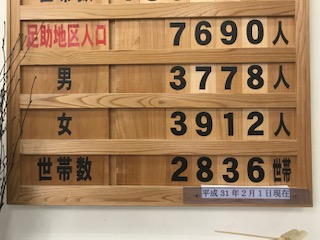 足助地区人口 7690人
男 3778人
女 3912人
世帯数 2836世帯
平成31年2月1日現在